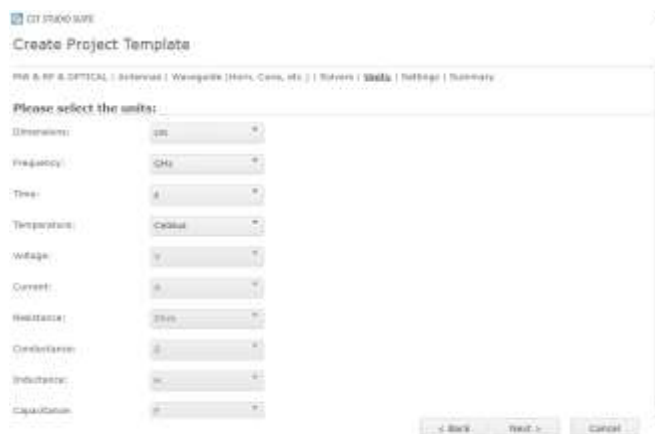 CST STUDIO SUITE
Create Project Template
MW & RF & OPTICAL | Antennas | Waveguide (Horn, Cone, etc.) | Solvers | Units | Settings | Summary
Please select the units:
Dimensions:
Frequency: GHz
Time: s
Temperature: Celsius
Voltage: V
Current: A
Resistance: Ohm
Conductance: S
Inductance: H
Capacitance: F
< Back Next > Cancel